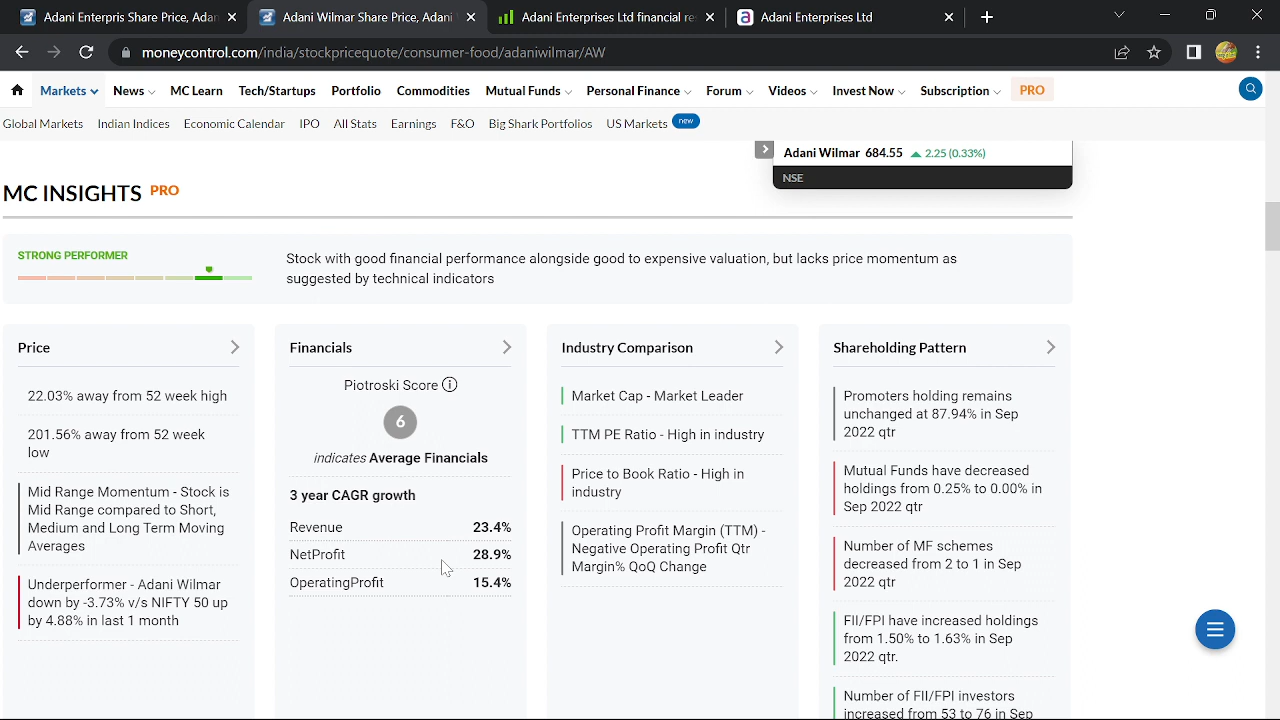 Adani Enterprise Share Price, Adan
Adani Wilmar Share Price, Adani
Adani Enterprises Ltd financial re
Adani Enterprises Ltd
moneycontrol.com/india/stockpricequote/consumer-food/adaniwilmar/AW
Markets News MC Learn Tech/Startups Portfolio Commodities Mutual Funds Personal Finance Forum Videos Invest Now Subscription PRO
Global Markets Indian Indices Economic Calendar IPO All Stats Earnings F&O Big Shark Portfolios US Markets new
Adani Wilmar 684.55 2.25 (0.33%)
NSE
MC INSIGHTS PRO
STRONG PERFORMER
Stock with good financial performance alongside good to expensive valuation, but lacks price momentum as
suggested by technical indicators
Price
22.03% away from 52 week high
201.56% away from 52 week
low
Mid Range Momentum - Stock is
Mid Range compared to Short,
Medium and Long Term Moving
Averages
Underperformer - Adani Wilmar
down by -3.73% v/s NIFTY 50 up
by 4.88% in last 1 month
Financials
Piotroski Score
6
indicates Average Financials
3 year CAGR growth
Revenue 23.4%
NetProfit 28.9%
OperatingProfit 15.4%
Industry Comparison
Market Cap - Market Leader
TTM PE Ratio - High in industry
Price to Book Ratio - High in
industry
Operating Profit Margin (TTM) -
Negative Operating Profit Qtr
Margin% QoQ Change
Shareholding Pattern
Promoters holding remains
unchanged at 87.94% in Sep
2022 qtr
Mutual Funds have decreased
holdings from 0.25% to 0.00% in
Sep 2022 qtr
Number of MF schemes
decreased from 2 to 1 in Sep
2022 qtr
FII/FPI have increased holdings
from 1.50% to 1.63% in Sep
2022 qtr.
Number of FII/FPI investors
increased from 53 to 76 in Sep